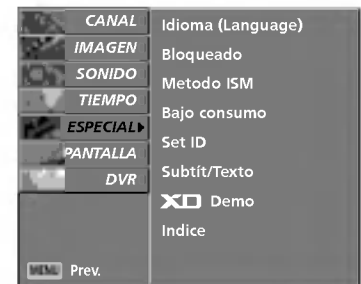 CANAL
IMAGEN
SONIDO
TIEMPO
ESPECIAL
PANTALLA
DVR
Idioma (Language)
Bloqueado
Metodo ISM
Bajo consumo
Set ID
Subtít/Texto
XD Demo
Indice
MENU Prev.